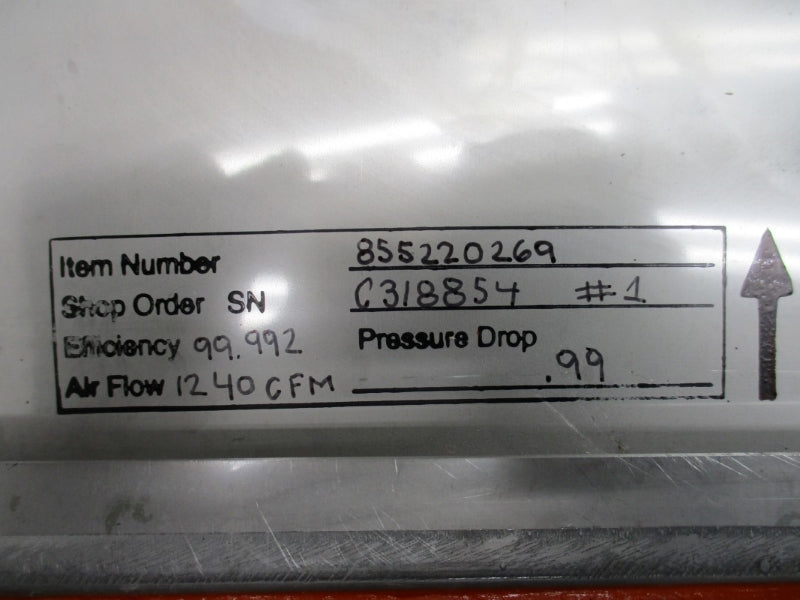 Item Number 855220269
Shop Order SN C318854 #1
Efficiency 99.992 Pressure Drop
Air Flow 1240 CFM .99